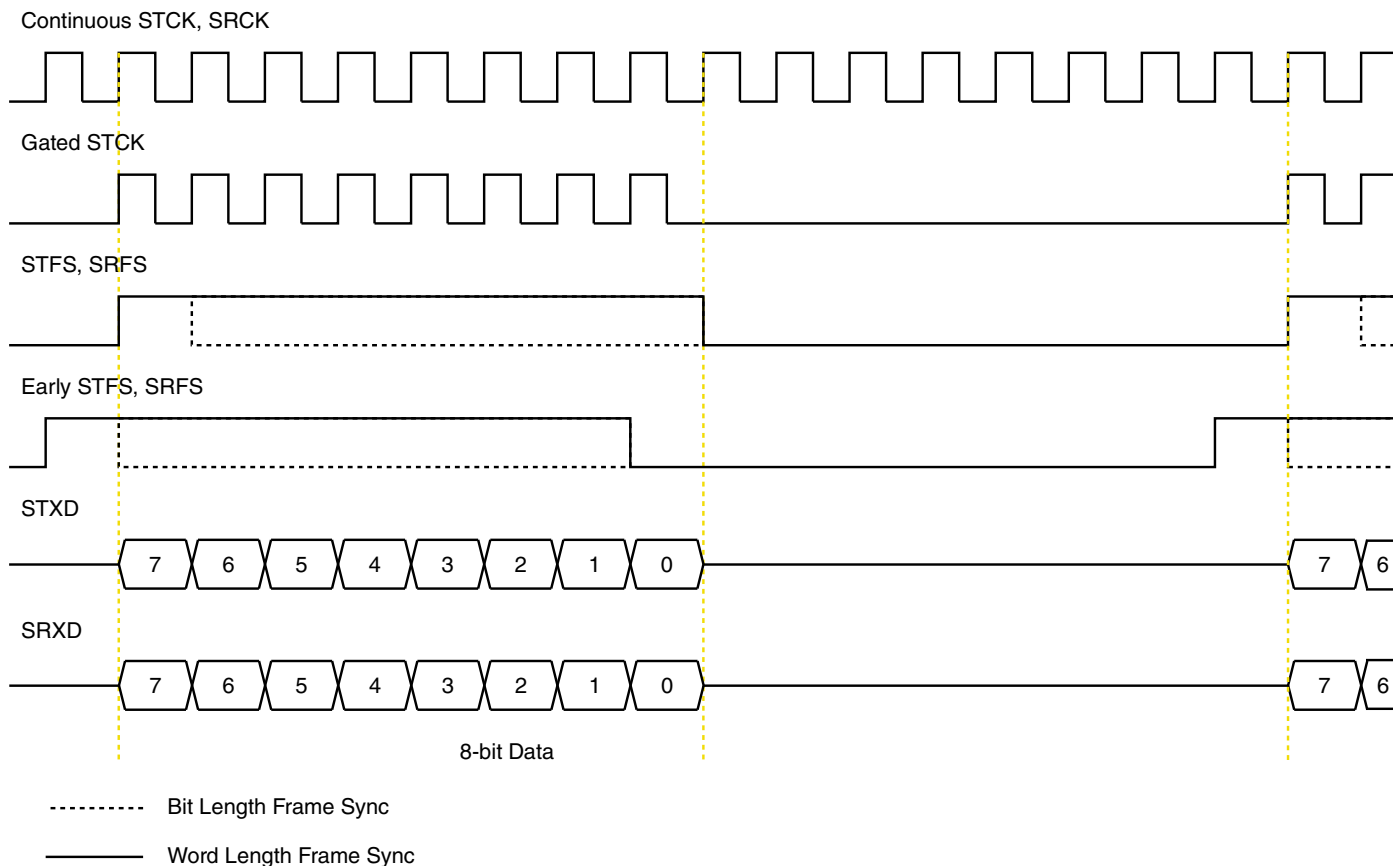 Continuous STCK, SRCK
Gated STCK
STFS, SRFS
Early STFS, SRFS
STXD
7 6 5 4 3 2 1 0 7 6
SRXD
7 6 5 4 3 2 1 0 7 6
8-bit Data
Bit Length Frame Sync
Word Length Frame Sync